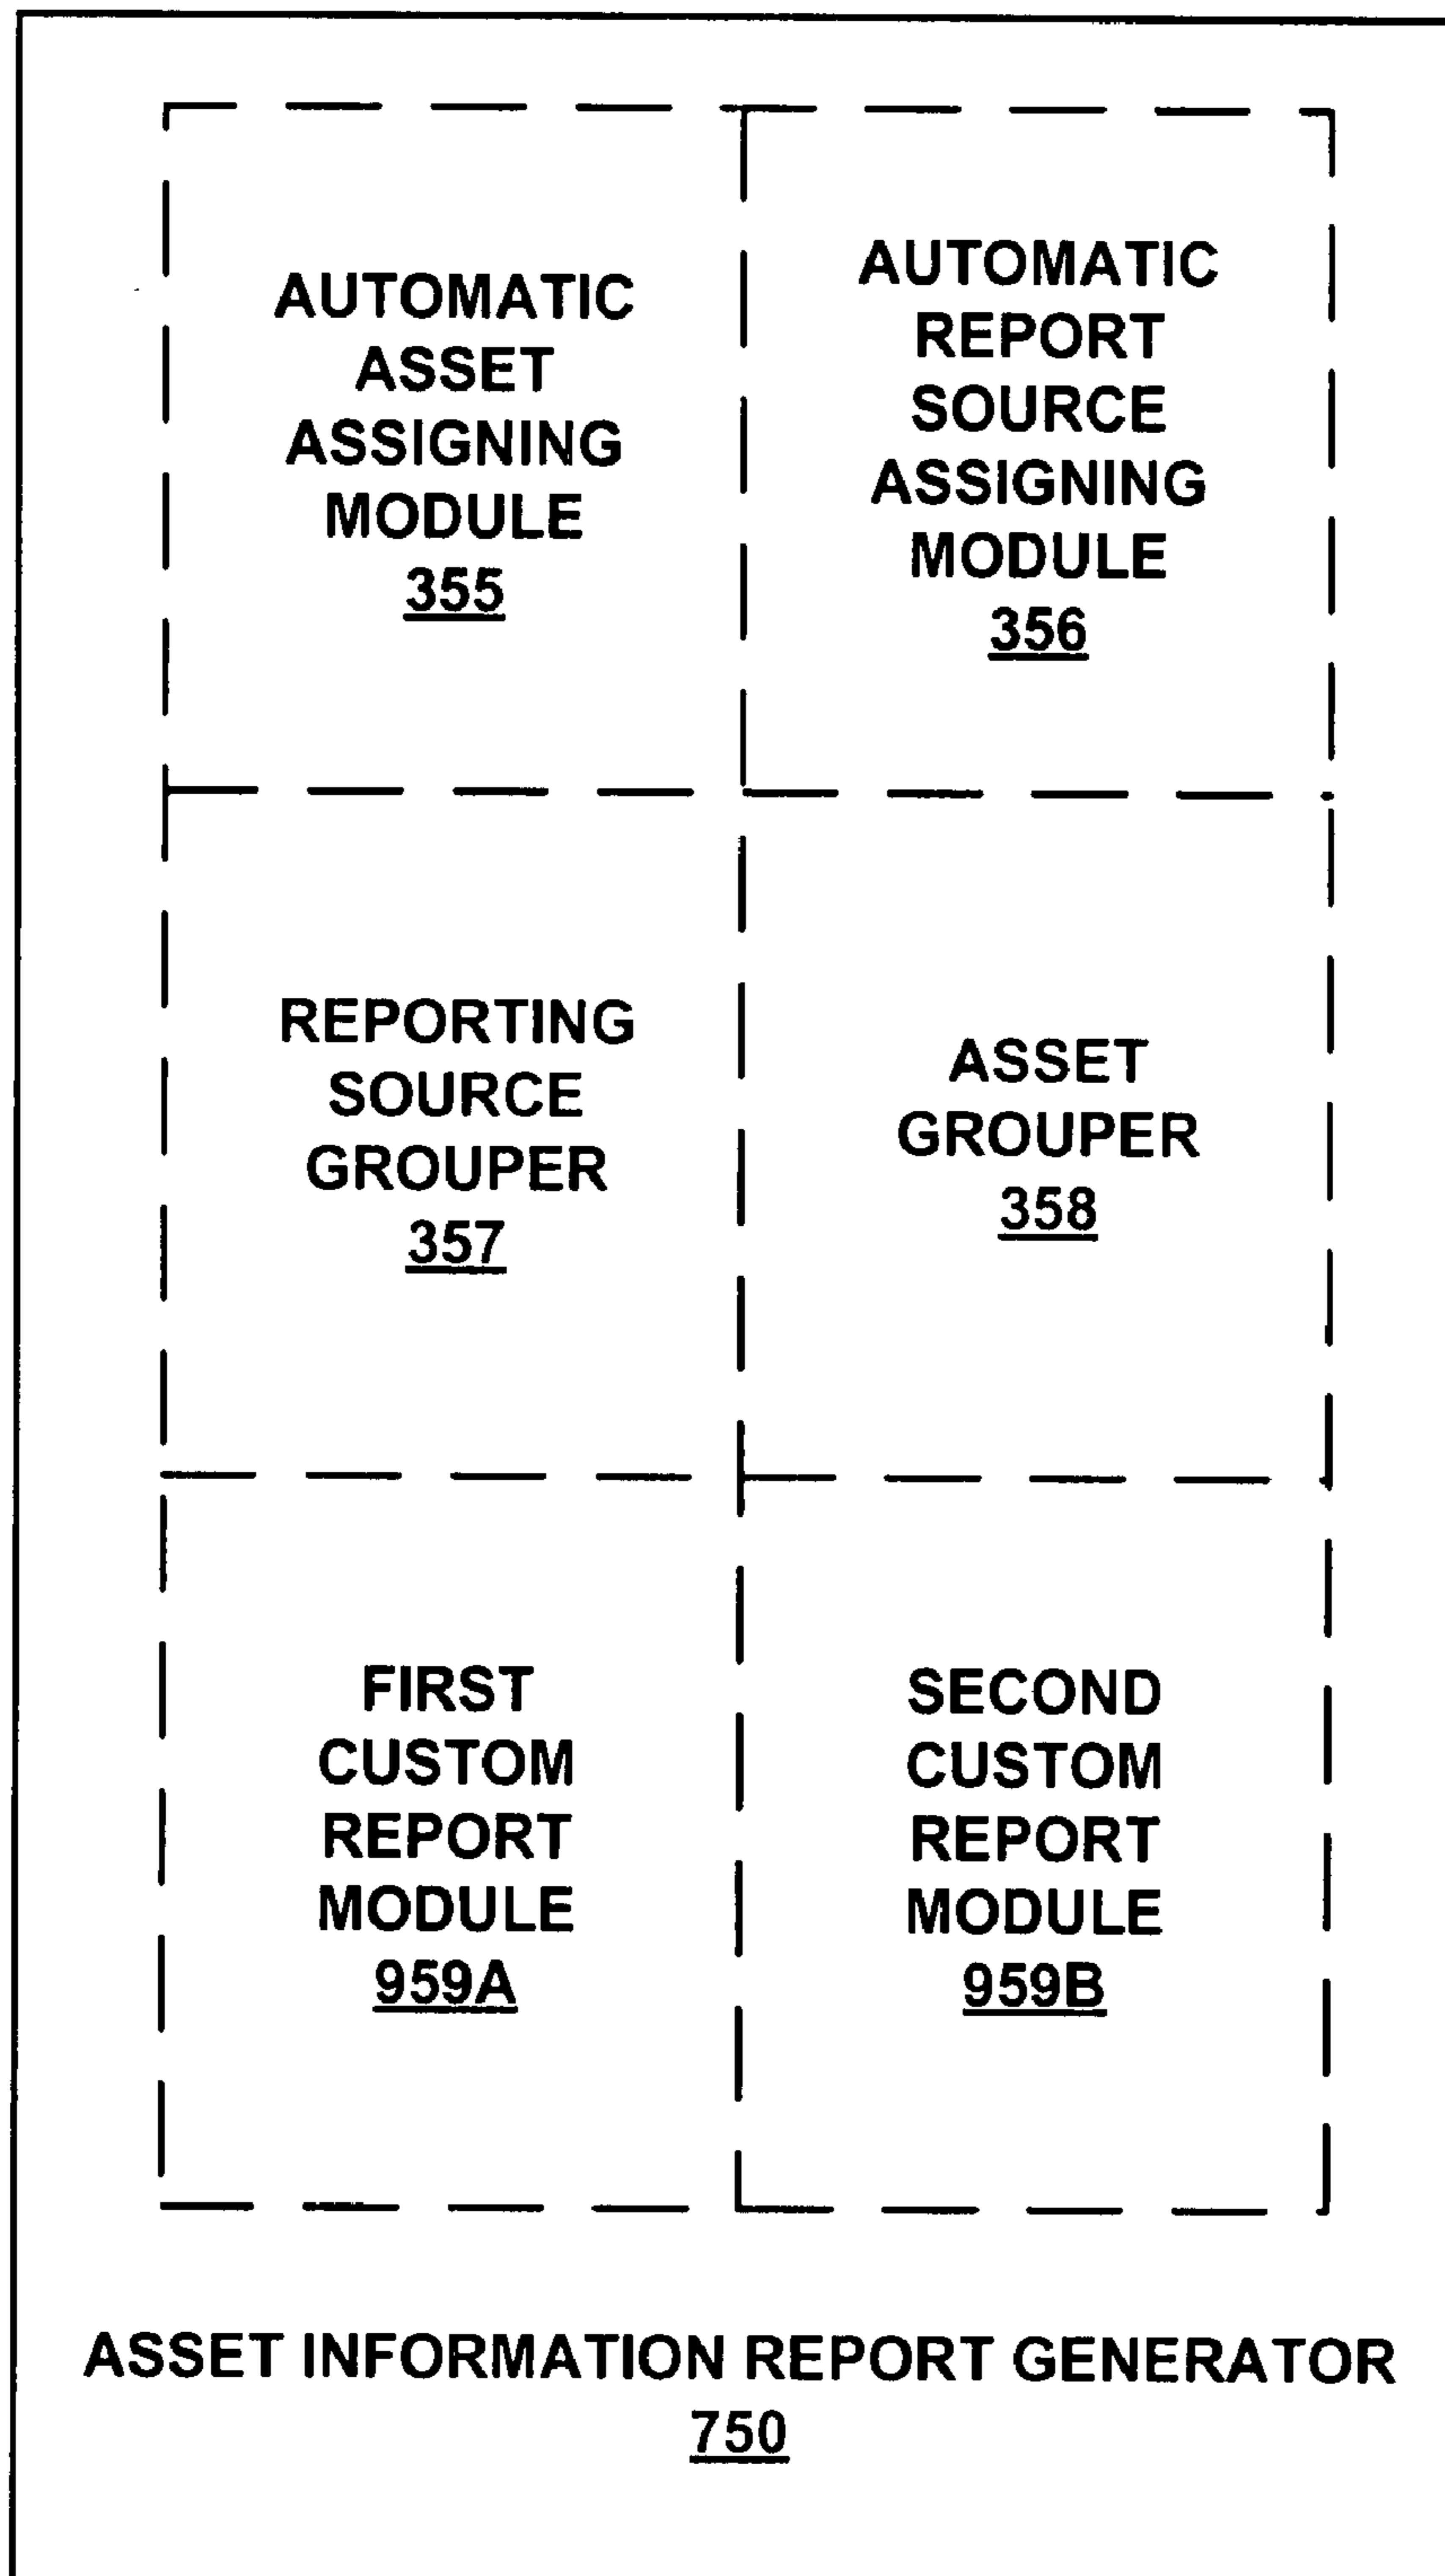 AUTOMATIC
ASSET
ASSIGNING
MODULE
355
AUTOMATIC
REPORT
SOURCE
ASSIGNING
MODULE
356
REPORTING
SOURCE
GROUPER
357
ASSET
GROUPER
358
FIRST
CUSTOM
REPORT
MODULE
959A
SECOND
CUSTOM
REPORT
MODULE
959B
ASSET INFORMATION REPORT GENERATOR
750